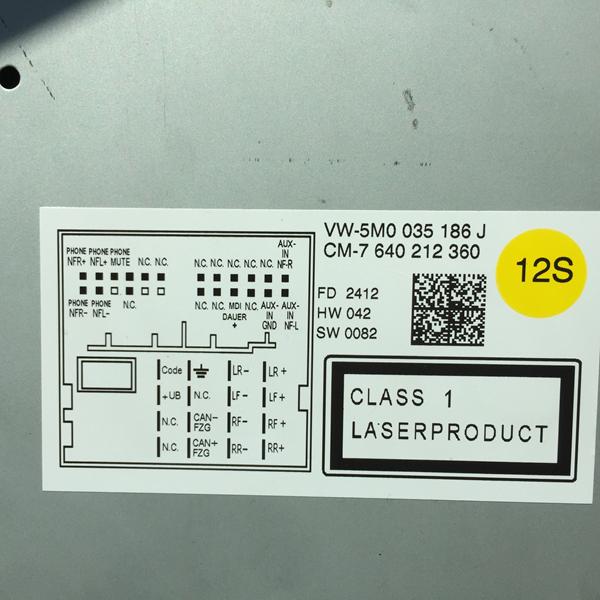 VW-5M0 035 186 J
CM-7 640 212 360
12S
FD 2412
HW 042
SW 0082
CLASS 1
LASERPRODUCT
AUX-
PHONE PHONE PHONE IN
NFR+ NFL+ MUTE N.C. N.C. N.C. N.C. N.C. N.C. N.C. NF-R
PHONE PHONE N.C. N.C. N.C. MDI N.C. AUX- AUX-
NFR- NFL- DAUER IN IN
+ GND NF-L
Code LR- LR+
+UB N.C. LF- LF+
N.C. CAN- RF- RF+
FZG
N.C. CAN+ RR- RR+
FZG